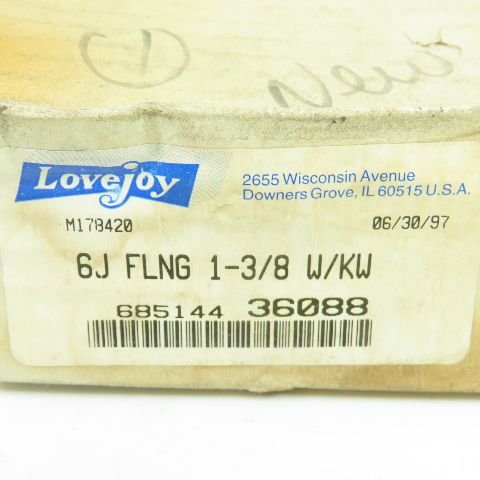 1
New
Lovejoy
2655 Wisconsin Avenue
Downers Grove, IL 60515 U.S.A.
M178420 06/30/97
6J FLNG 1-3/8 W/KW
685144 36088